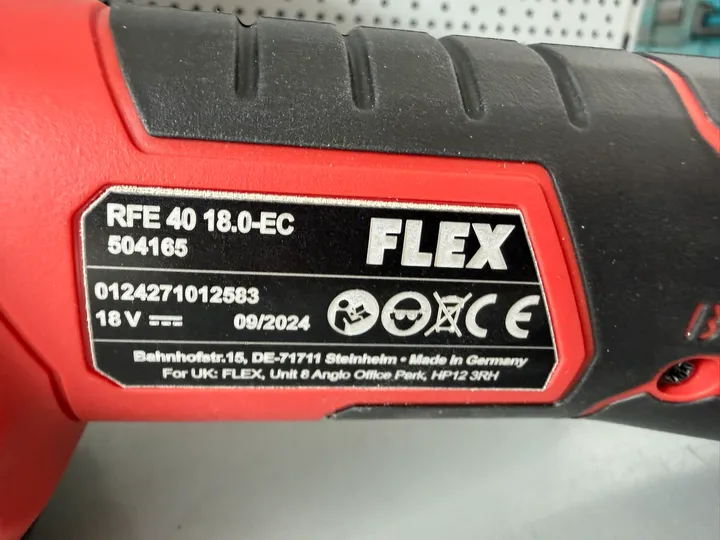 RFE 40 18.0-EC
504165
FLEX
0124271012583
18 V
09/2024
CE
Bahnhofstr.15, DE-71711 Steinheim • Made in Germany
For UK: FLEX, Unit 8 Anglo Office Park, HP12 3RH